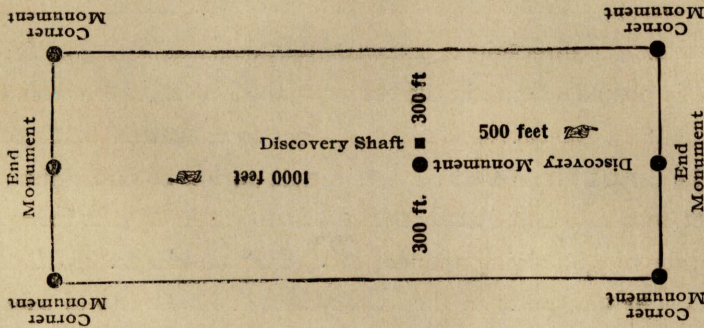 Corner
Monument
Corner
Monument
End
Monument
300 ft
500 feet
Discovery Shaft
Discovery Monument
1000 feet
300 ft.
End
Monument
Corner
Monument
Corner
Monument